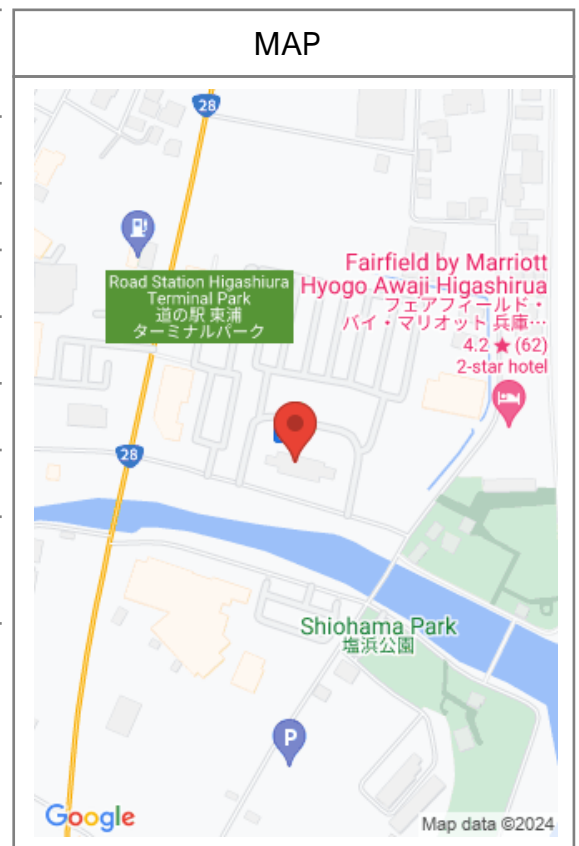 MAP
28
Road Station Higashiura
Terminal Park
道の駅 東浦
ターミナルパーク
Fairfield by Marriott
Hyogo Awaji Higashirua
フェアフィールド・
バイ・マリオット 兵庫…
4.2 ★ (62)
2-star hotel
28
Shiohama Park
塩浜公園
P
Google
Map data ©2024